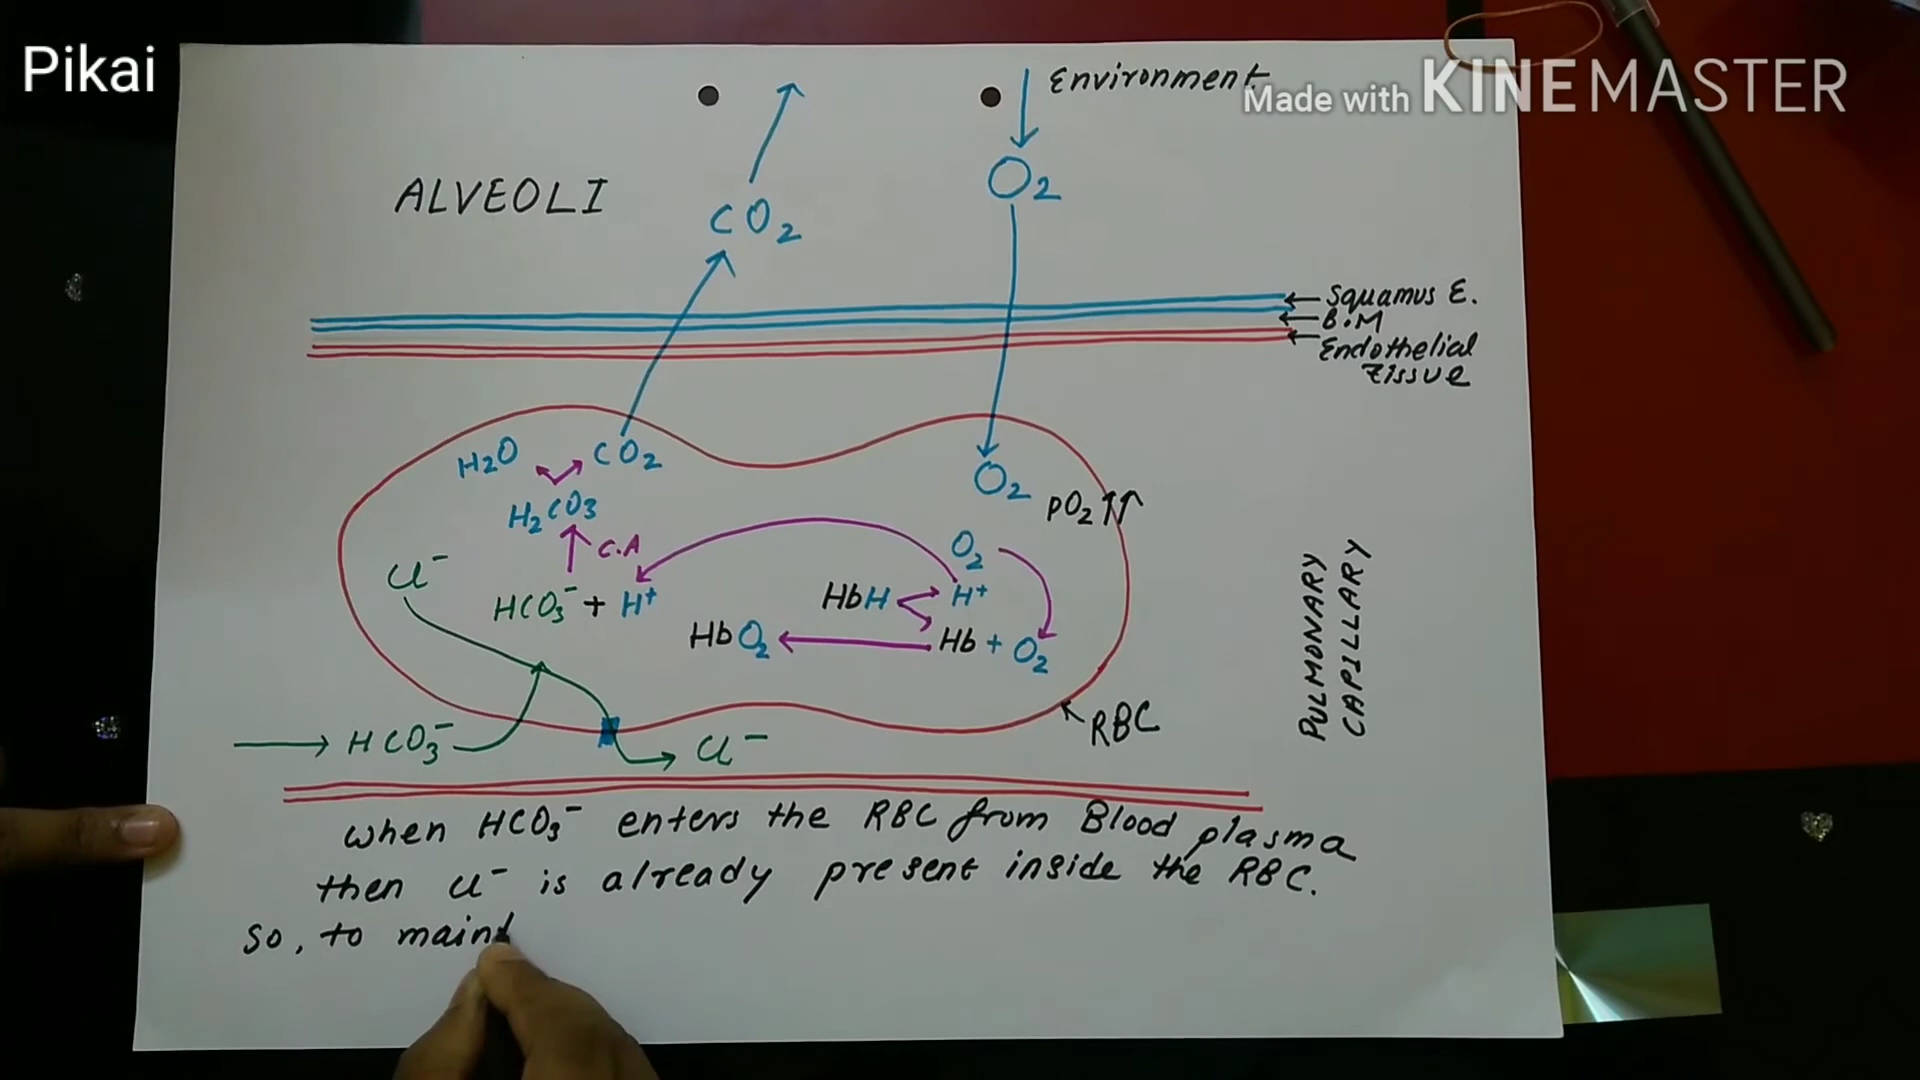 Pikai
Environment
Made with KINEMASTER
O2
ALVEOLI
CO2
Squamus E.
B.M
Endothelial
Tissue
H2O
CO2
O2
pO2↑↑
H2CO3
C.A
Cl-
O2
HCO3- + H+
HbH
H+
HbO2
Hb + O2
RBC
PULMONARY
CAPILLARY
HCO3-
Cl-
when HCO3- enters the RBC from Blood plasma
then Cl- is already present inside the RBC.
So, to maint